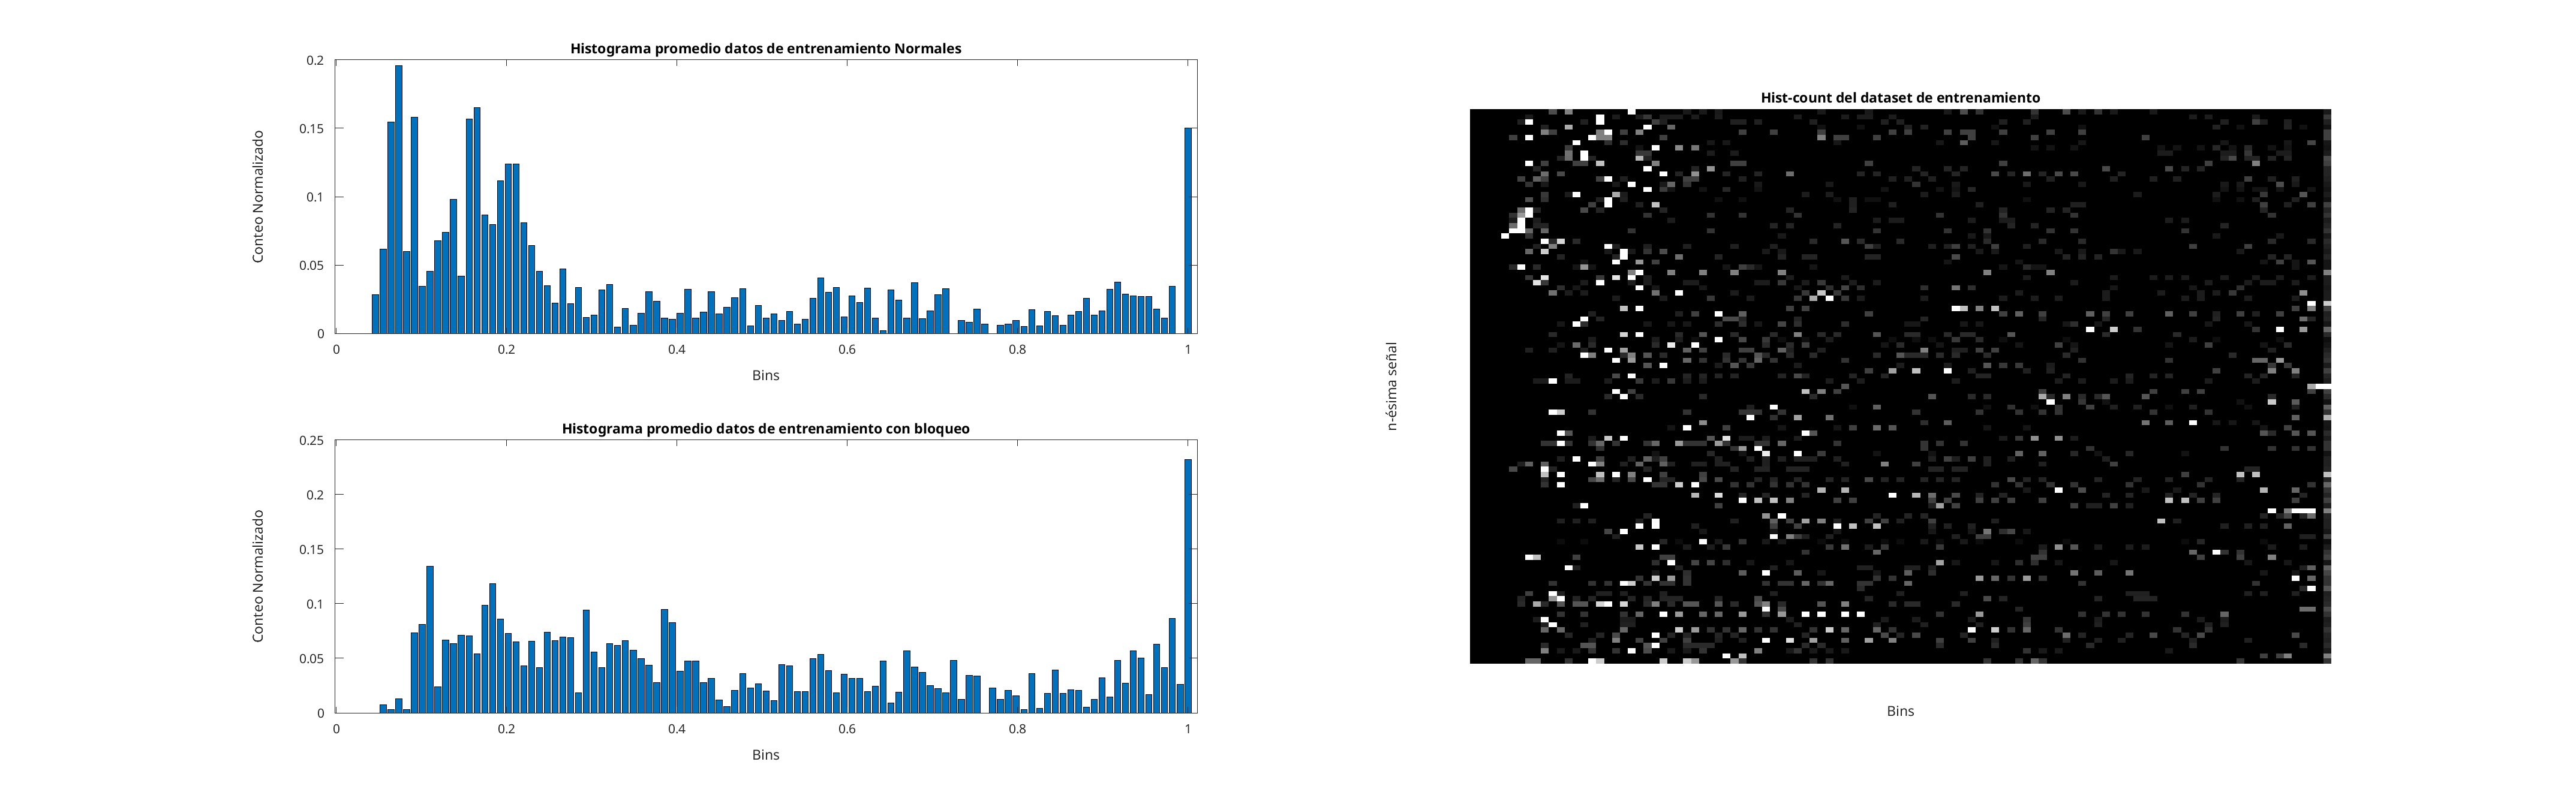 Histograma promedio datos de entrenamiento Normales
0.2
0.15
0.1
0.05
0
Conteo Normalizado
0 0.2 0.4 0.6 0.8 1
Bins
Histograma promedio datos de entrenamiento con bloqueo
0.25
0.2
0.15
0.1
0.05
0
Conteo Normalizado
0 0.2 0.4 0.6 0.8 1
Bins
Hist-count del dataset de entrenamiento
n-ésima señal
Bins